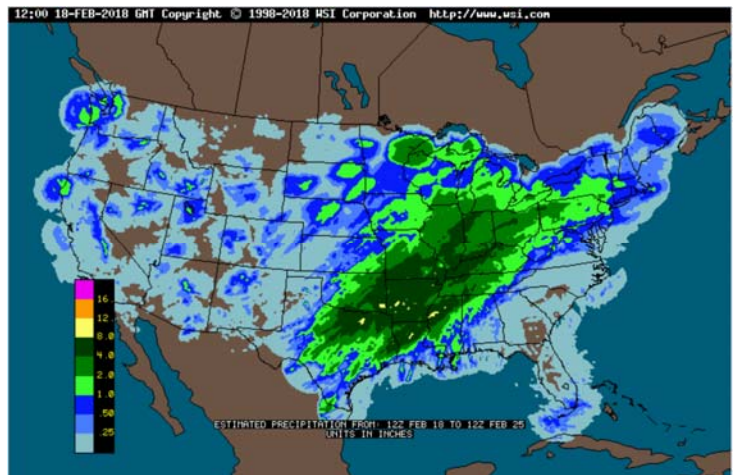 12:00 18-FEB-2018 GMT Copyright © 1998-2018 WSI Corporation http://www.wsi.com
16
12
8.0
4.0
2.0
1.0
.50
.25
ESTIMATED PRECIPITATION FROM: 12Z FEB 18 TO 12Z FEB 25
UNITS IN INCHES